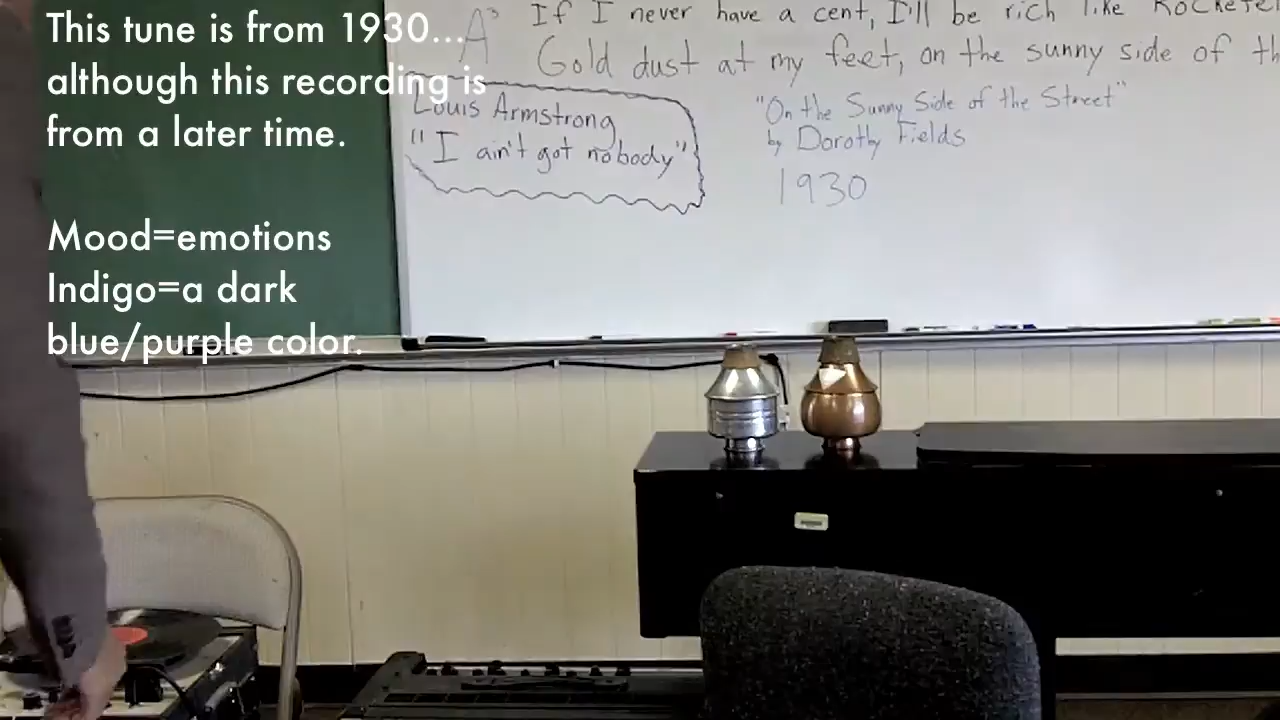 This tune is from 1930...
although this recording is
from a later time.
Mood=emotions
Indigo=a dark
blue/purple color.
A³ If I never have a cent, I'll be rich like
Gold dust at my feet, on the sunny side of
Louis Armstrong
"I ain't got nobody"
"On the Sunny Side of the Street"
by Dorothy Fields
1930